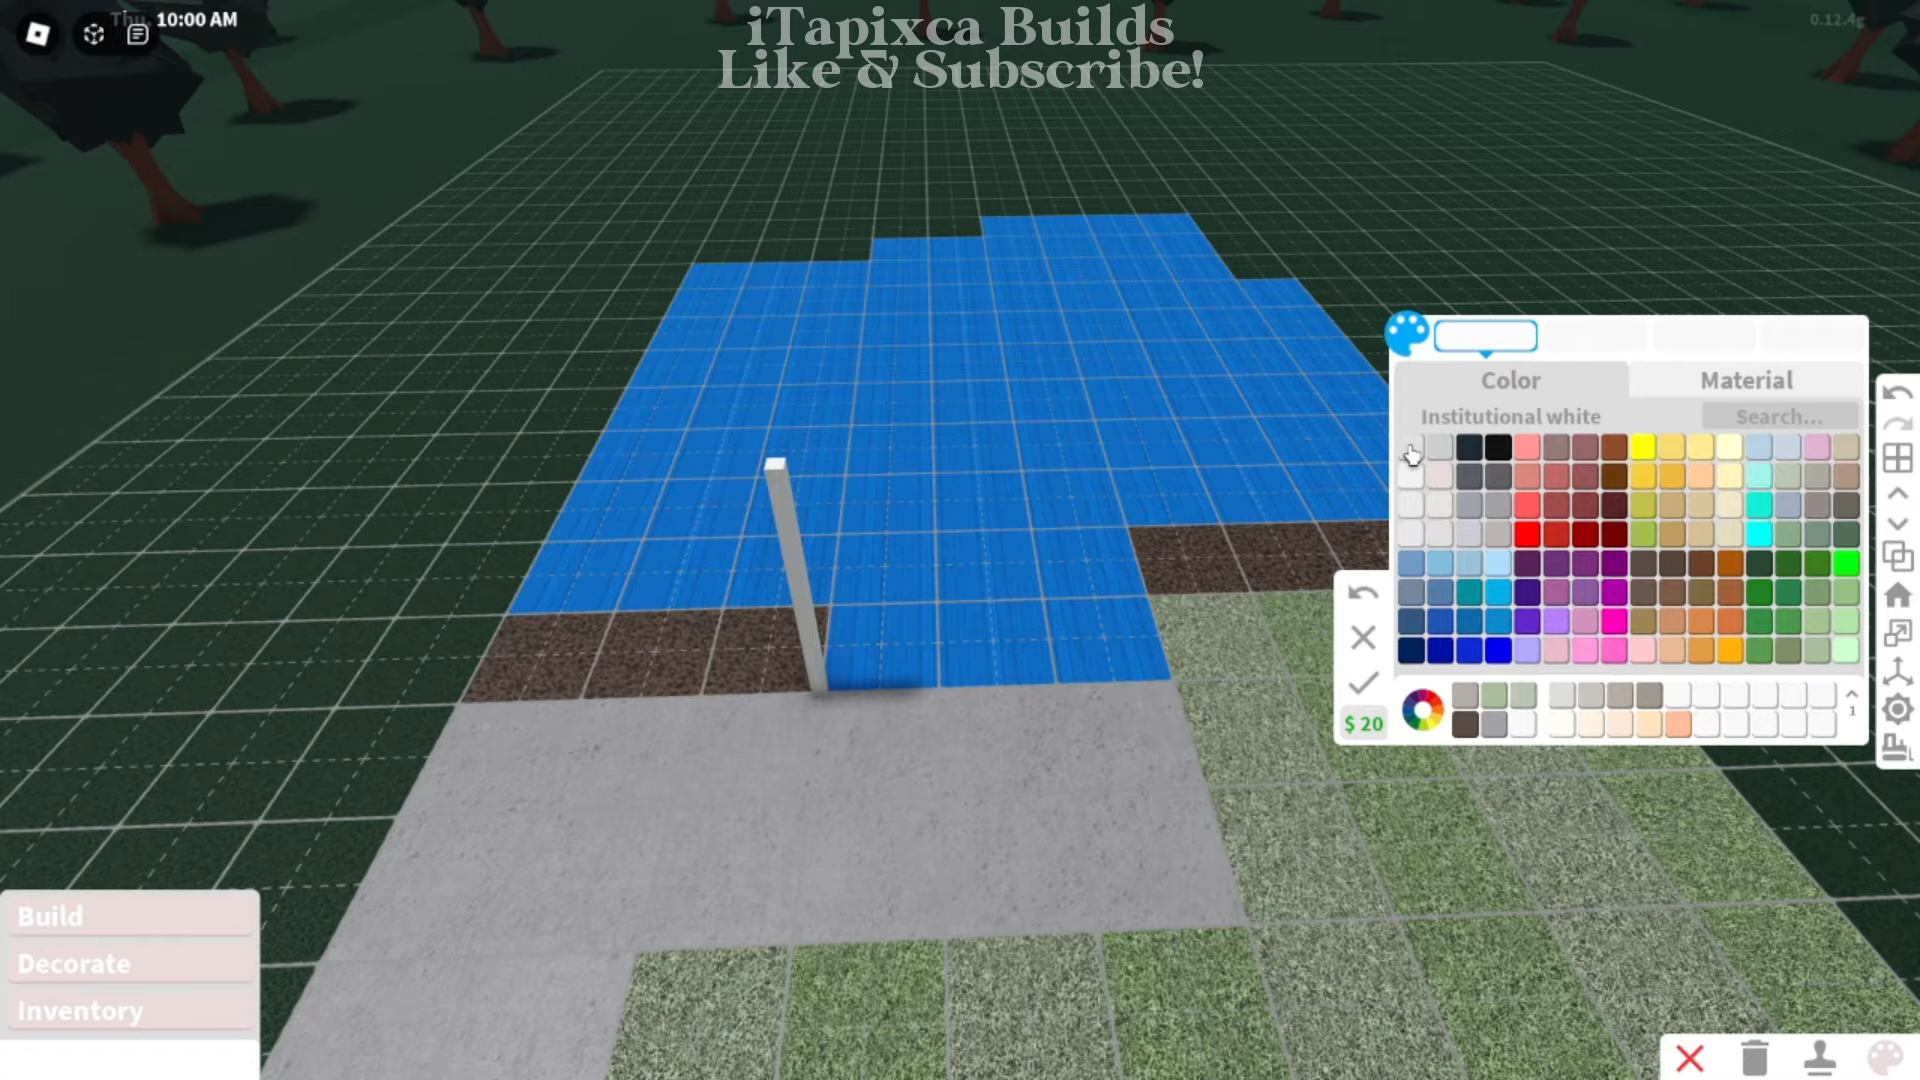 Thu. 10:00 AM
iTapixca Builds
Like & Subscribe!
0.12.4g
Color
Material
Institutional white
Search...
$ 20
1
Build
Decorate
Inventory